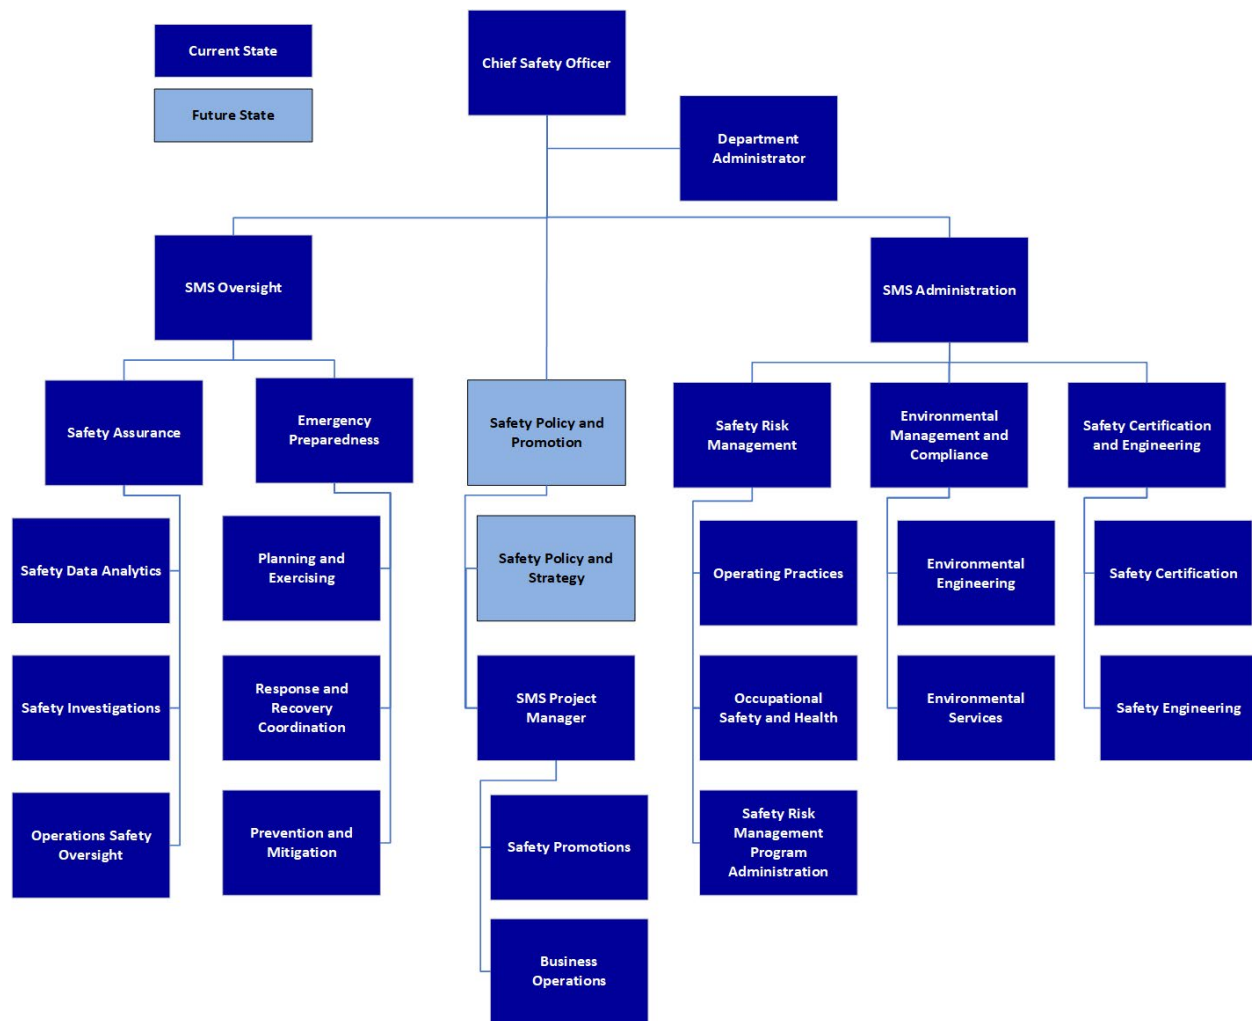 Current State
Future State
Chief Safety Officer
Department
Administrator
SMS Oversight
SMS Administration
Safety Assurance
Emergency
Preparedness
Safety Policy and
Promotion
Safety Risk
Management
Environmental
Management and
Compliance
Safety Certification
and Engineering
Safety Data Analytics
Planning and
Exercising
Safety Policy and
Strategy
Operating Practices
Environmental
Engineering
Safety Certification
Safety Investigations
Response and
Recovery
Coordination
SMS Project
Manager
Occupational
Safety and Health
Environmental
Services
Safety Engineering
Operations Safety
Oversight
Prevention and
Mitigation
Safety Promotions
Safety Risk
Management
Program
Administration
Business
Operations